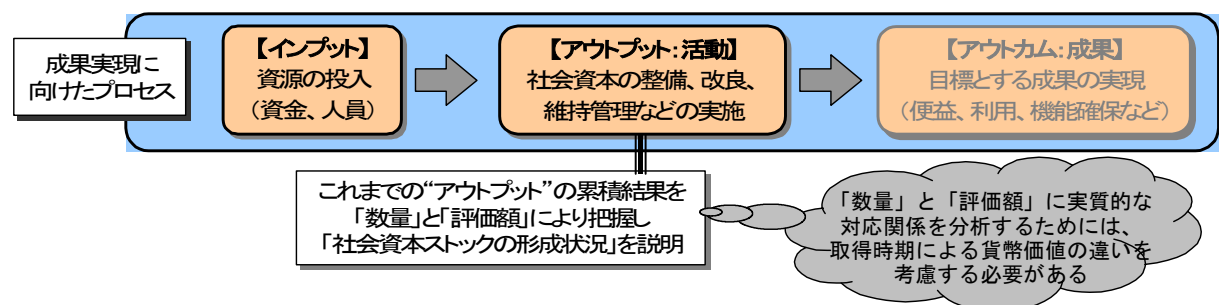 成果実現に
向けたプロセス
【インプット】
資源の投入
(資金、人員)
【アウトプット:活動】
社会資本の整備、改良、
維持管理などの実施
【アウトカム:成果】
目標とする成果の実現
(便益、利用、機能確保など)
これまでの“アウトプット”の累積結果を
「数量」と「評価額」により把握し
「社会資本ストックの形成状況」を説明
「数量」と「評価額」に実質的な
対応関係を分析するためには、
取得時期による貨幣価値の違いを
考慮する必要がある